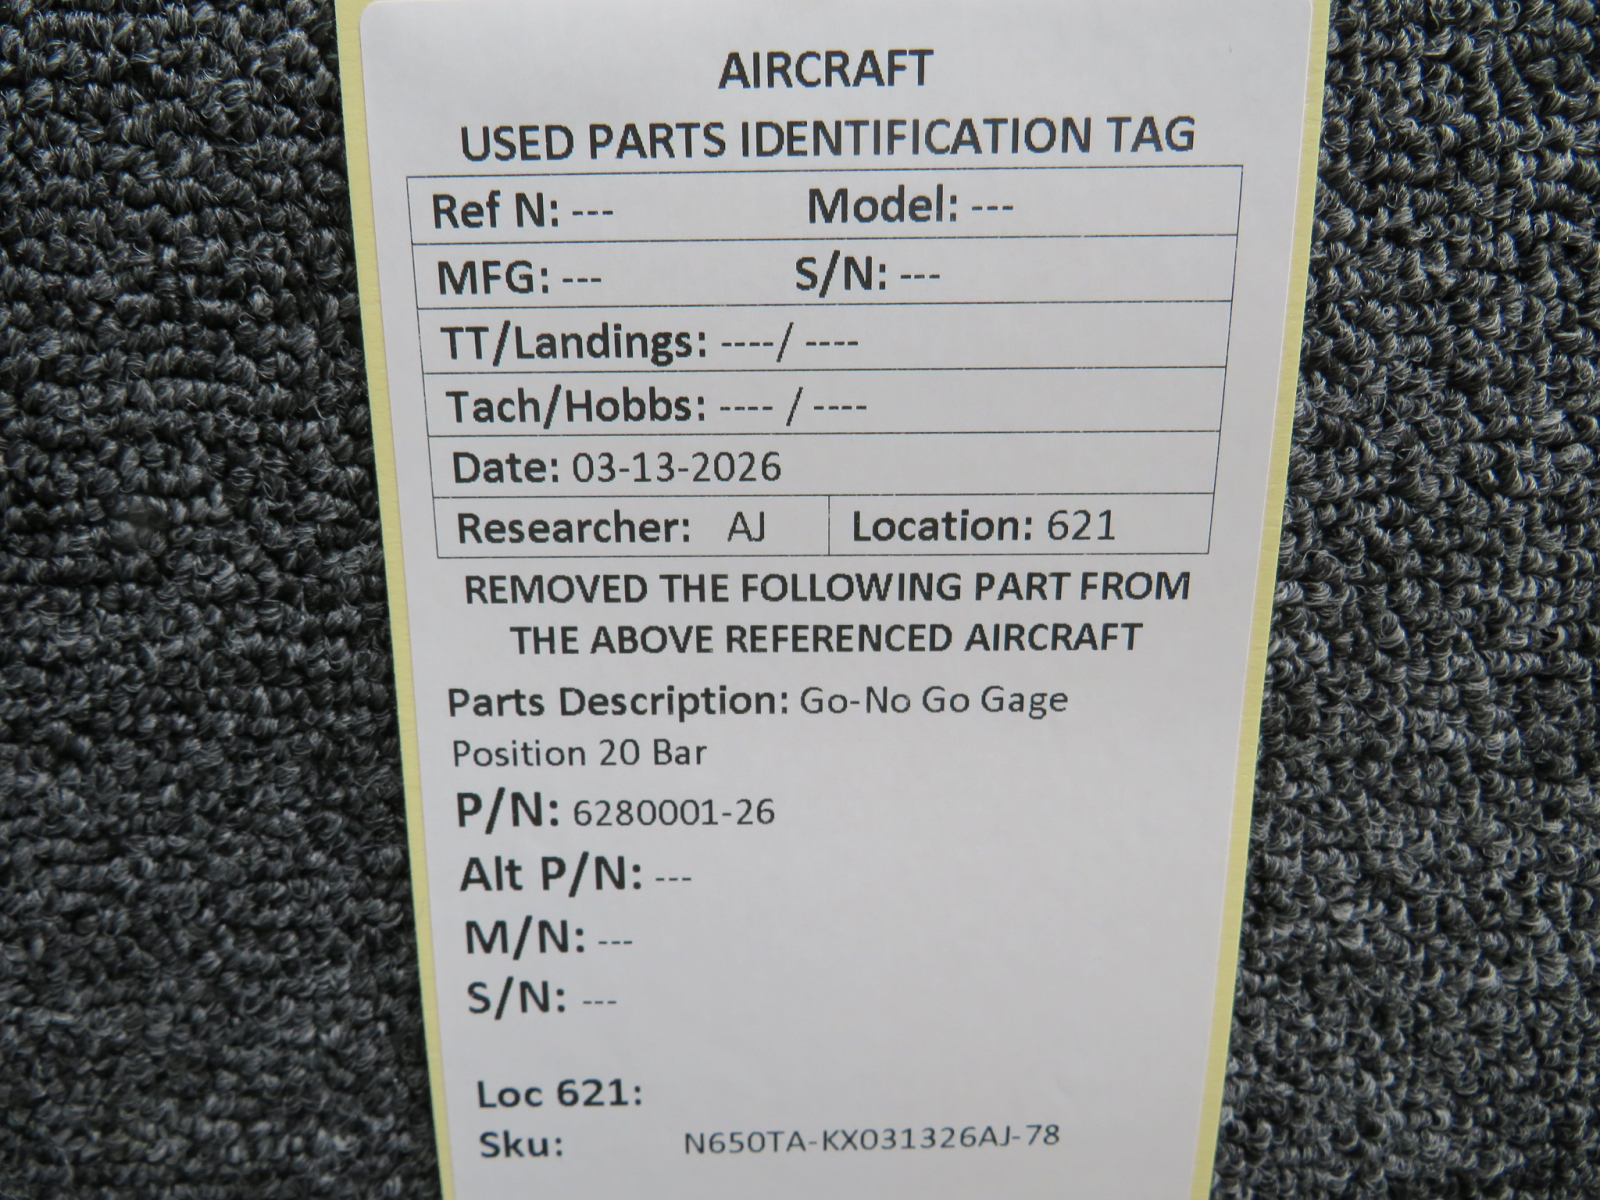 AIRCRAFT
USED PARTS IDENTIFICATION TAG
Ref N: --- Model: ---
MFG: --- S/N: ---
TT/Landings: ----/ ----
Tach/Hobbs: ---- / ----
Date: 03-13-2026
Researcher: AJ Location: 621
REMOVED THE FOLLOWING PART FROM
THE ABOVE REFERENCED AIRCRAFT
Parts Description: Go-No Go Gage
Position 20 Bar
P/N: 6280001-26
Alt P/N: ---
M/N: ---
S/N: ---
Loc 621:
Sku: N650TA-KX031326AJ-78